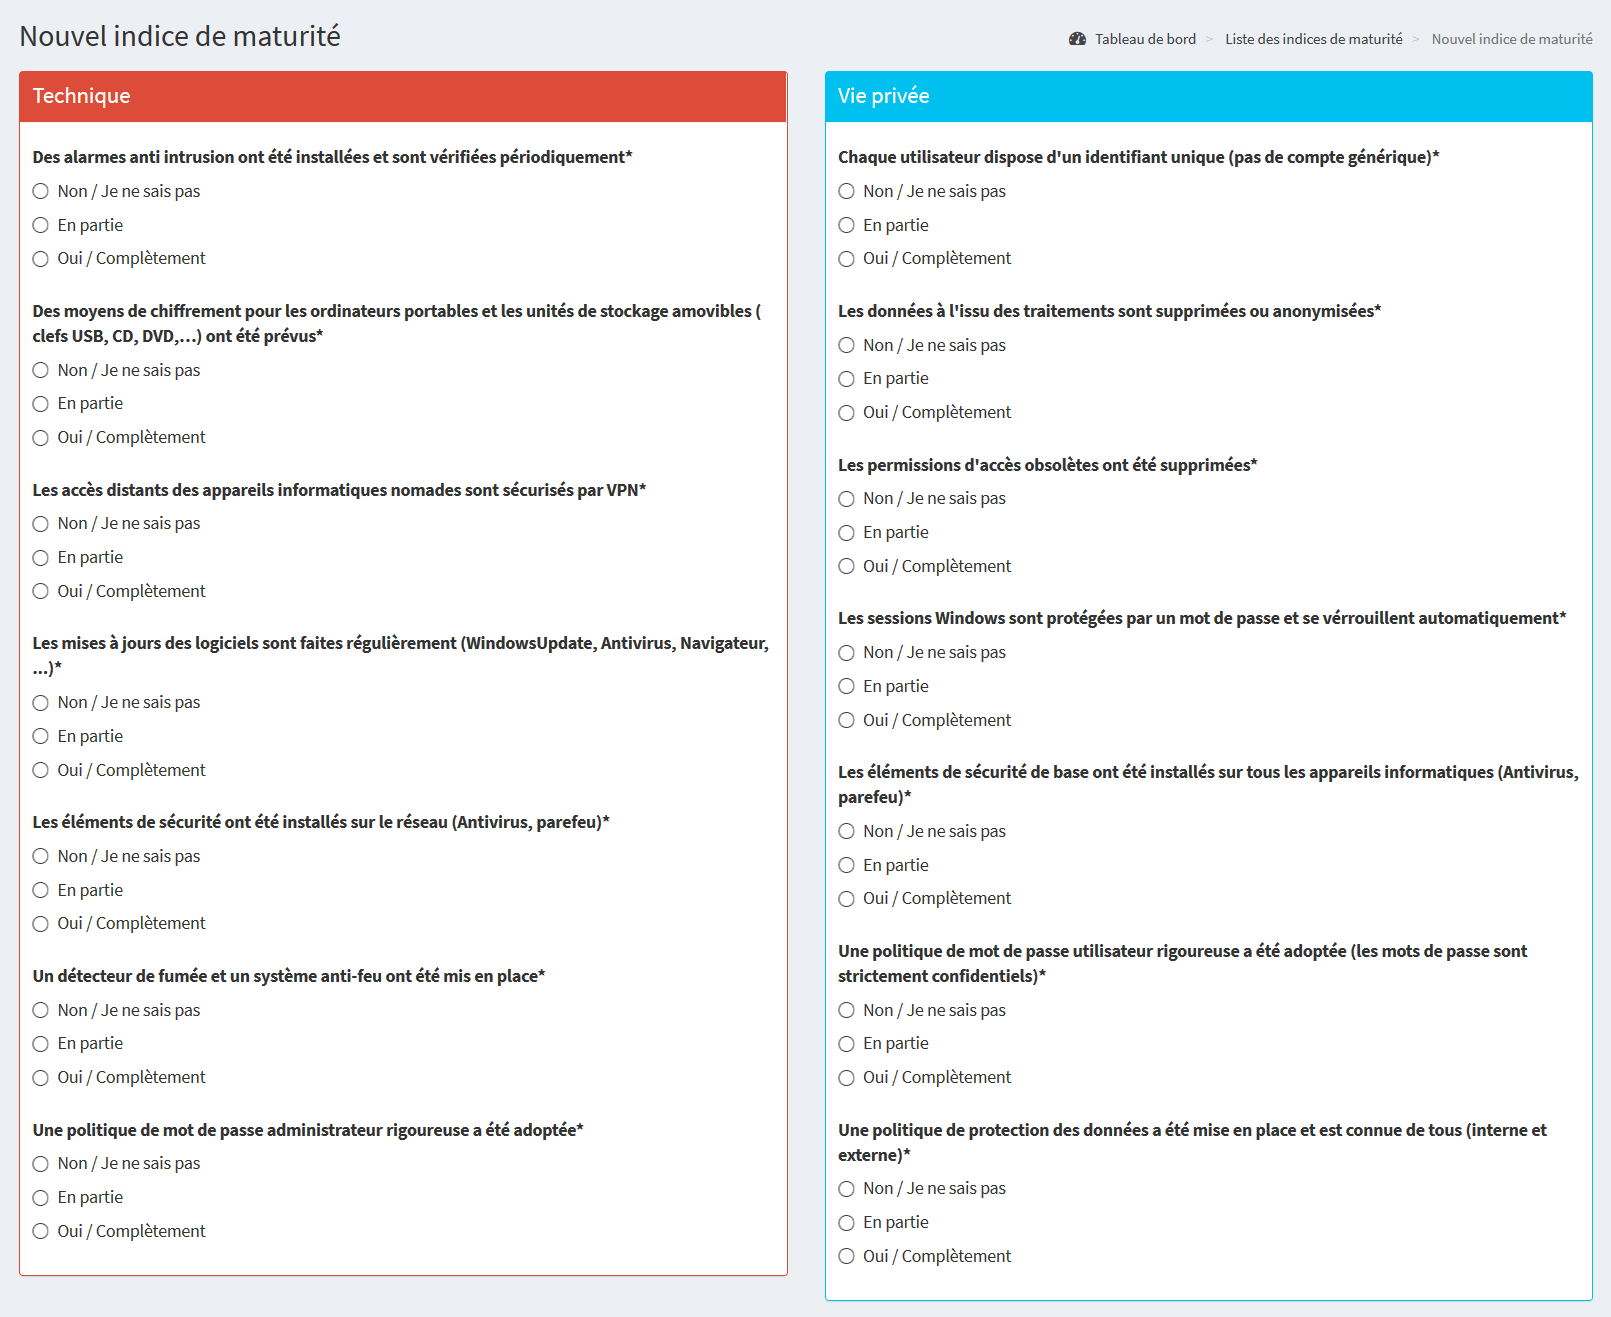 Nouvel indice de maturité
Tableau de bord > Liste des indices de maturité > Nouvel indice de maturité
Technique
Des alarmes anti intrusion ont été installées et sont vérifiées périodiquement*
Non / Je ne sais pas
En partie
Oui / Complètement
Des moyens de chiffrement pour les ordinateurs portables et les unités de stockage amovibles (
clefs USB, CD, DVD,...) ont été prévus*
Non / Je ne sais pas
En partie
Oui / Complètement
Les accès distants des appareils informatiques nomades sont sécurisés par VPN*
Non / Je ne sais pas
En partie
Oui / Complètement
Les mises à jours des logiciels sont faites régulièrement (WindowsUpdate, Antivirus, Navigateur,
...)*
Non / Je ne sais pas
En partie
Oui / Complètement
Les éléments de sécurité ont été installés sur le réseau (Antivirus, parefeu)*
Non / Je ne sais pas
En partie
Oui / Complètement
Un détecteur de fumée et un système anti-feu ont été mis en place*
Non / Je ne sais pas
En partie
Oui / Complètement
Une politique de mot de passe administrateur rigoureuse a été adoptée*
Non / Je ne sais pas
En partie
Oui / Complètement
Vie privée
Chaque utilisateur dispose d'un identifiant unique (pas de compte générique)*
Non / Je ne sais pas
En partie
Oui / Complètement
Les données à l'issu des traitements sont supprimées ou anonymisées*
Non / Je ne sais pas
En partie
Oui / Complètement
Les permissions d'accès obsolètes ont été supprimées*
Non / Je ne sais pas
En partie
Oui / Complètement
Les sessions Windows sont protégées par un mot de passe et se vérrouillent automatiquement*
Non / Je ne sais pas
En partie
Oui / Complètement
Les éléments de sécurité de base ont été installés sur tous les appareils informatiques (Antivirus,
parefeu)*
Non / Je ne sais pas
En partie
Oui / Complètement
Une politique de mot de passe utilisateur rigoureuse a été adoptée (les mots de passe sont
strictement confidentiels)*
Non / Je ne sais pas
En partie
Oui / Complètement
Une politique de protection des données a été mise en place et est connue de tous (interne et
externe)*
Non / Je ne sais pas
En partie
Oui / Complètement